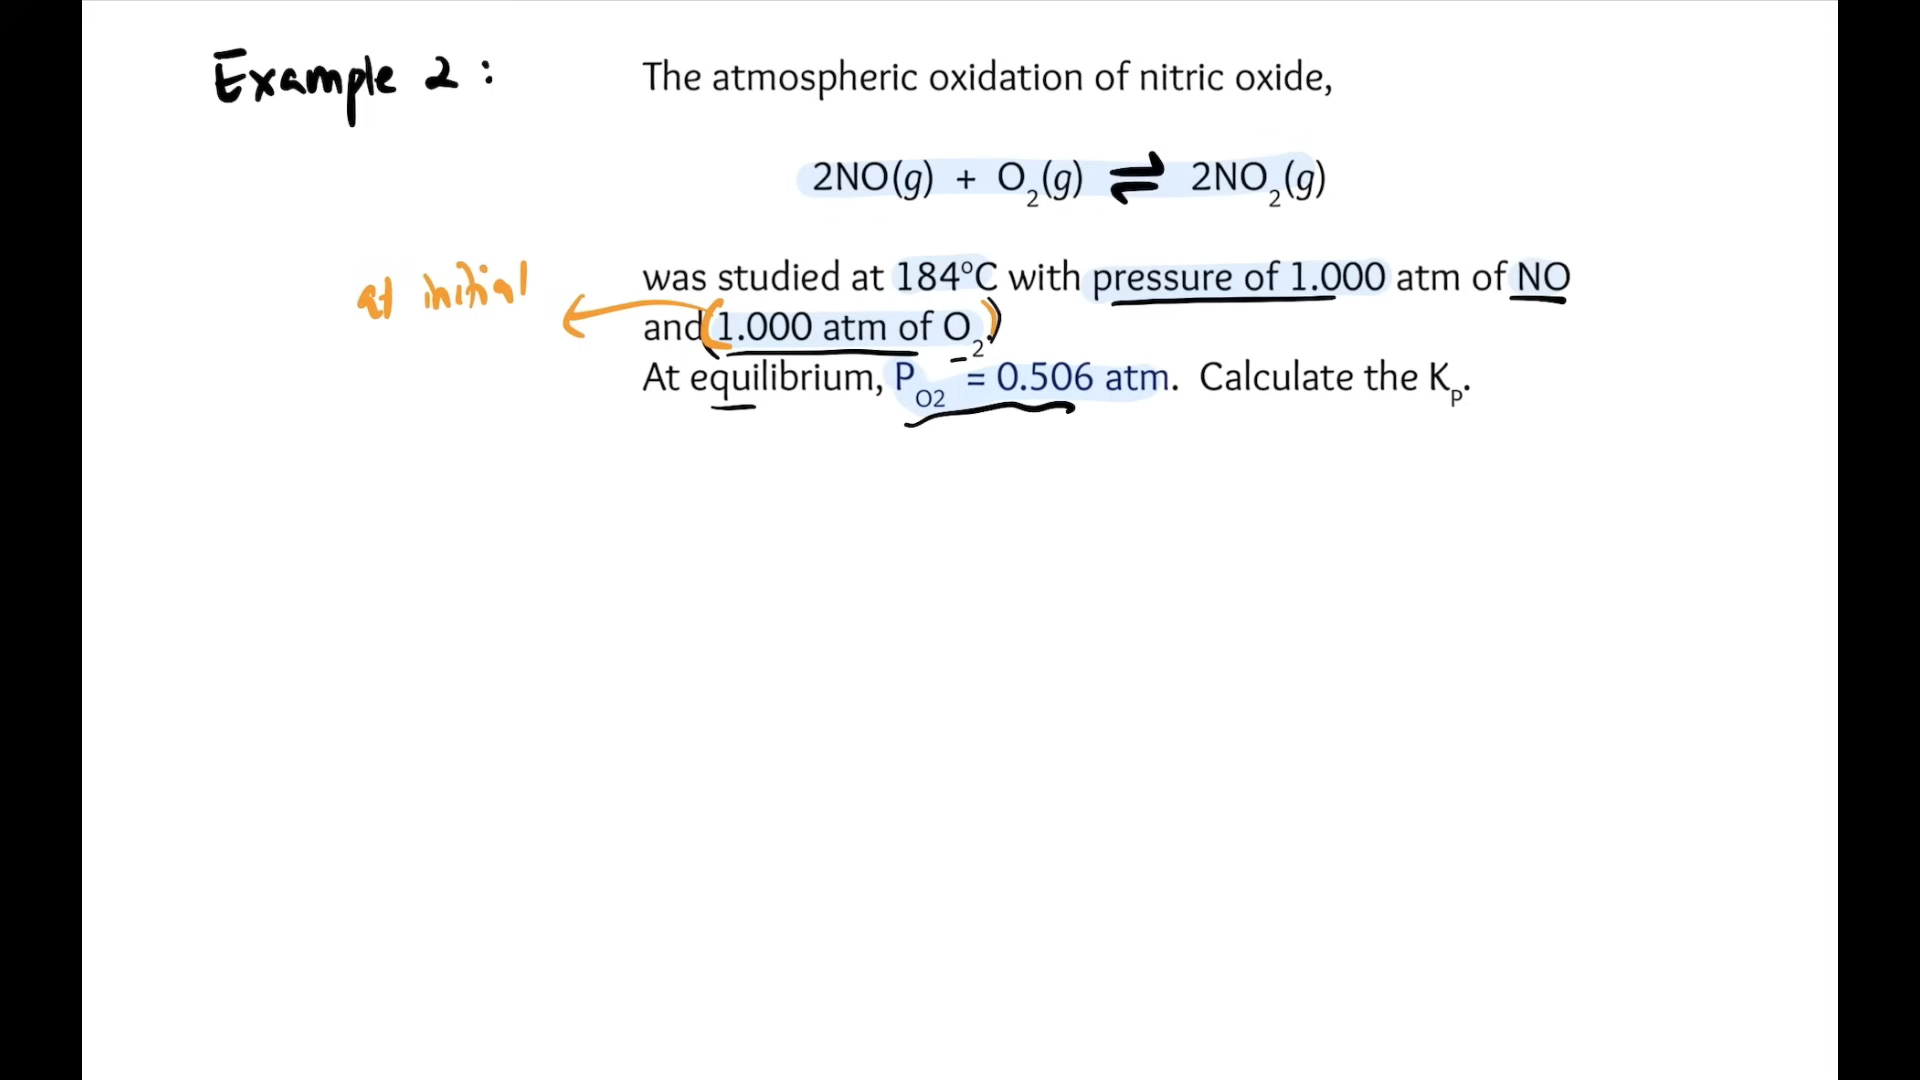 Example 2 :
The atmospheric oxidation of nitric oxide,
2NO(g) + O₂(g) ⇌ 2NO₂(g)
at initial
was studied at 184°C with pressure of 1.000 atm of NO
and (1.000 atm of O₂.)
At equilibrium, P_O2 = 0.506 atm. Calculate the K_P.